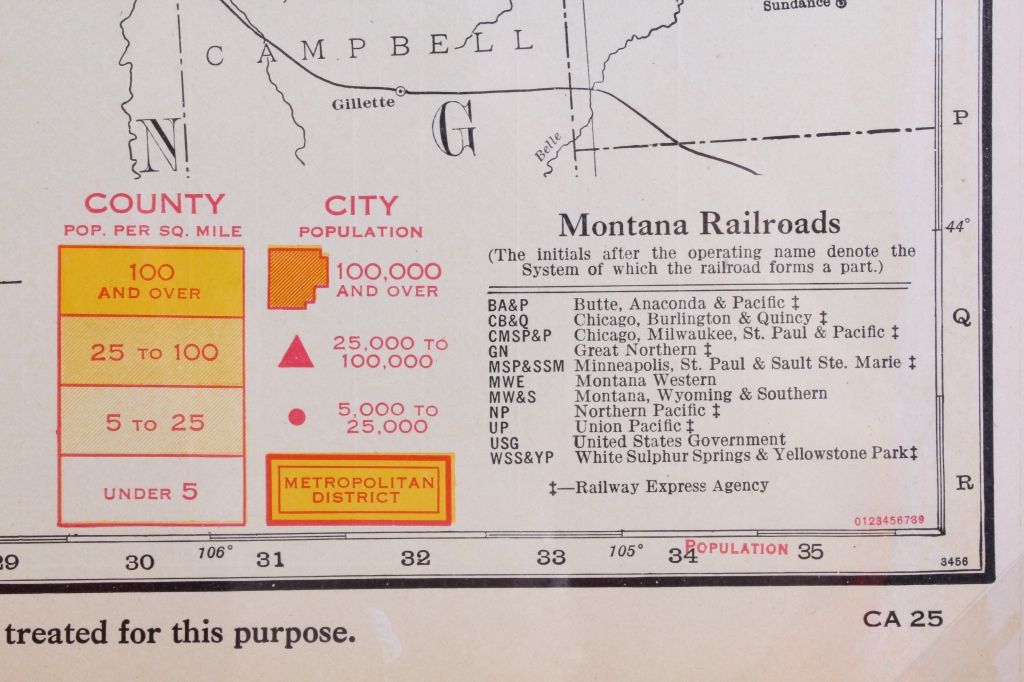 Sundance
CAMPBELL
Gillette
N
G
Belle
P
44°
Q
R
COUNTY
POP. PER SQ. MILE
100
AND OVER
25 TO 100
5 TO 25
UNDER 5
CITY
POPULATION
100,000
AND OVER
25,000 TO
100,000
5,000 TO
25,000
METROPOLITAN
DISTRICT
Montana Railroads
(The initials after the operating name denote the
System of which the railroad forms a part.)
BA&P Butte, Anaconda & Pacific ‡
CB&Q Chicago, Burlington & Quincy ‡
CMSP&P Chicago, Milwaukee, St. Paul & Pacific ‡
GN Great Northern ‡
MSP&SSM Minneapolis, St. Paul & Sault Ste. Marie ‡
MWE Montana Western
MW&S Montana, Wyoming & Southern
NP Northern Pacific ‡
UP Union Pacific ‡
USG United States Government
WSS&YP White Sulphur Springs & Yellowstone Park‡
‡—Railway Express Agency
0123456789
29 30 106° 31 32 33 105° 34 POPULATION 35
3456
CA 25
treated for this purpose.